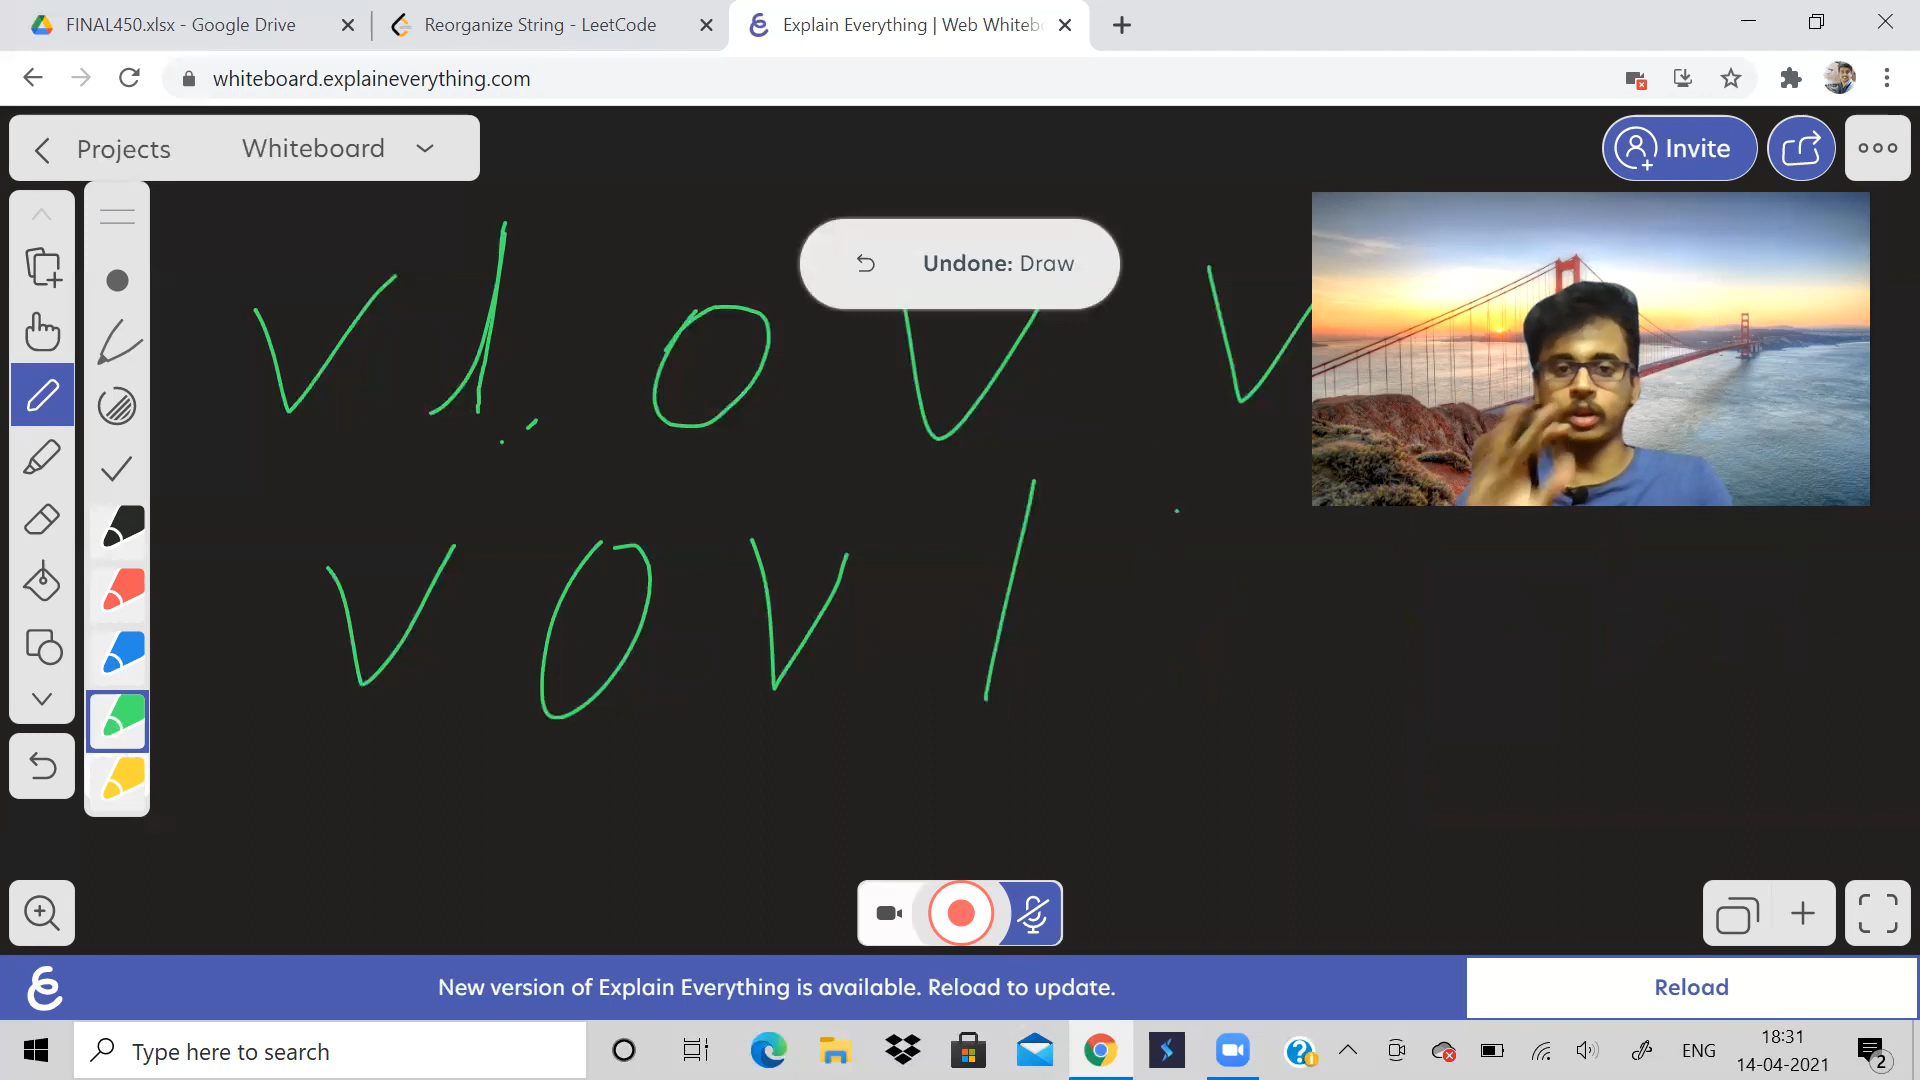 FINAL450.xlsx - Google Drive
Reorganize String - LeetCode
Explain Everything | Web Whiteb
whiteboard.explaineverything.com
Projects Whiteboard
Invite
Undone: Draw
v l o v v
v o v l
New version of Explain Everything is available. Reload to update.
Reload
Type here to search
ENG
18:31
14-04-2021
2